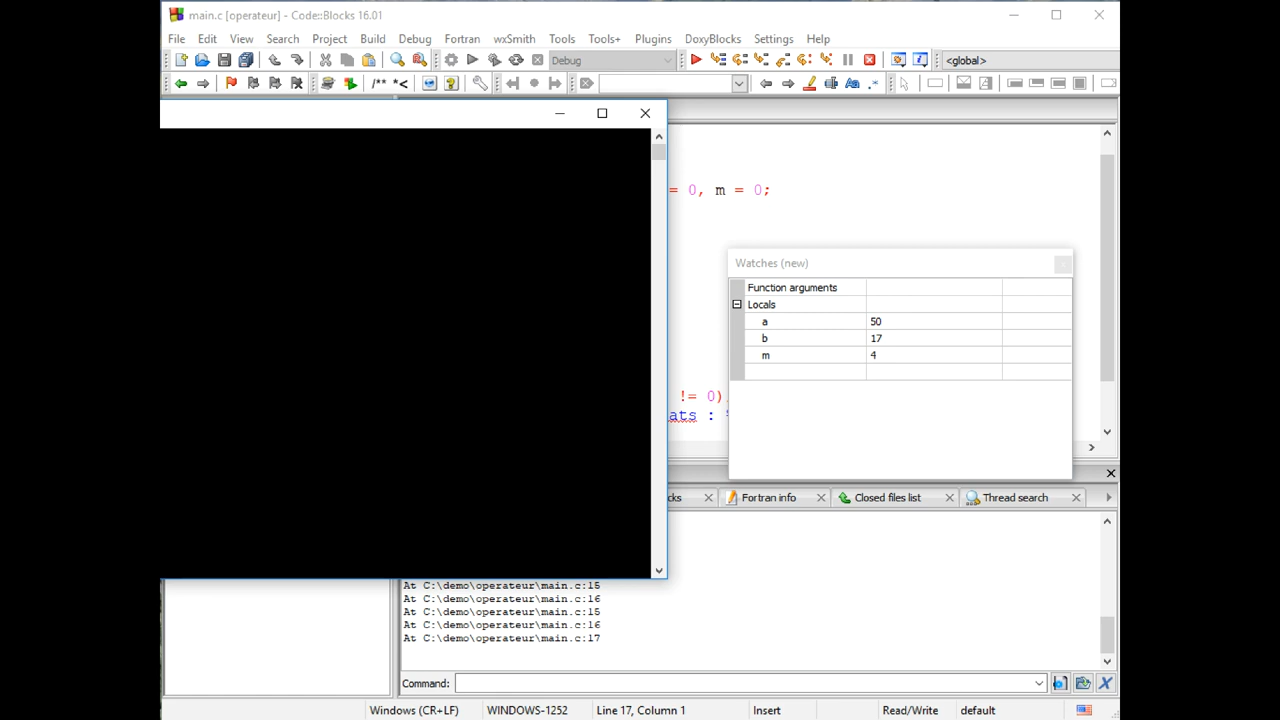 main.c [operateur] - Code::Blocks 16.01
File Edit View Search Project Build Debug Fortran wxSmith Tools Tools+ Plugins DoxyBlocks Settings Help
Debug <global>
/** *<
= 0, m = 0;
Watches (new)
Function arguments
Locals
a 50
b 17
m 4
!= 0)
ats : "
cks Fortran info Closed files list Thread search
At C:\demo\operateur\main.c:15
At C:\demo\operateur\main.c:16
At C:\demo\operateur\main.c:15
At C:\demo\operateur\main.c:16
At C:\demo\operateur\main.c:17
Command:
Windows (CR+LF) WINDOWS-1252 Line 17, Column 1 Insert Read/Write default